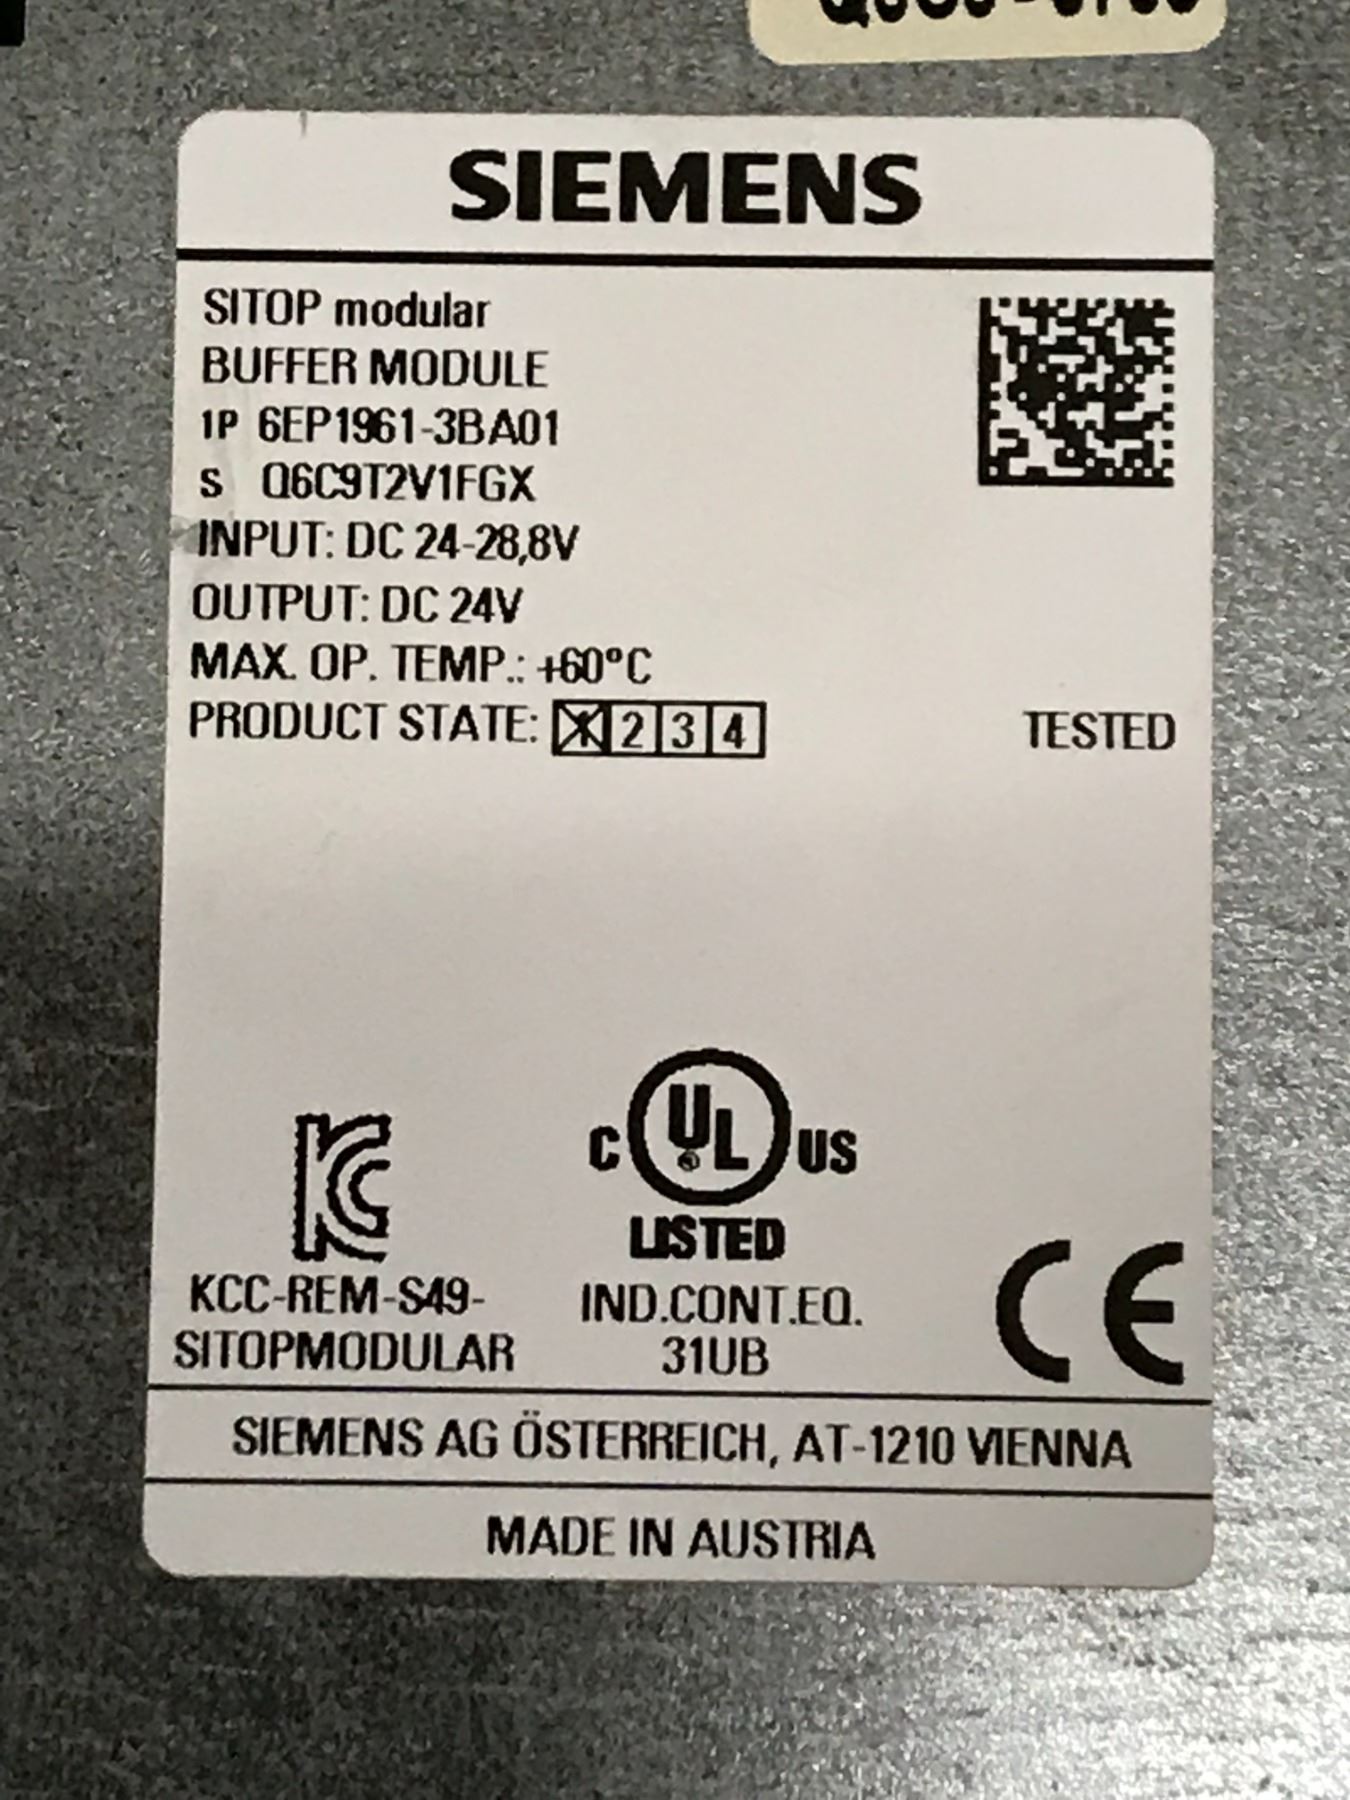 SIEMENS
SITOP modular
BUFFER MODULE
1P 6EP1961-3BA01
S Q6C9T2V1FGX
INPUT: DC 24-28,8V
OUTPUT: DC 24V
MAX. OP. TEMP.: +60°C
PRODUCT STATE: X 2 3 4 TESTED
C UL US
LISTED
KCC-REM-S49-
SITOPMODULAR
IND.CONT.EQ.
31UB
CE
SIEMENS AG ÖSTERREICH, AT-1210 VIENNA
MADE IN AUSTRIA